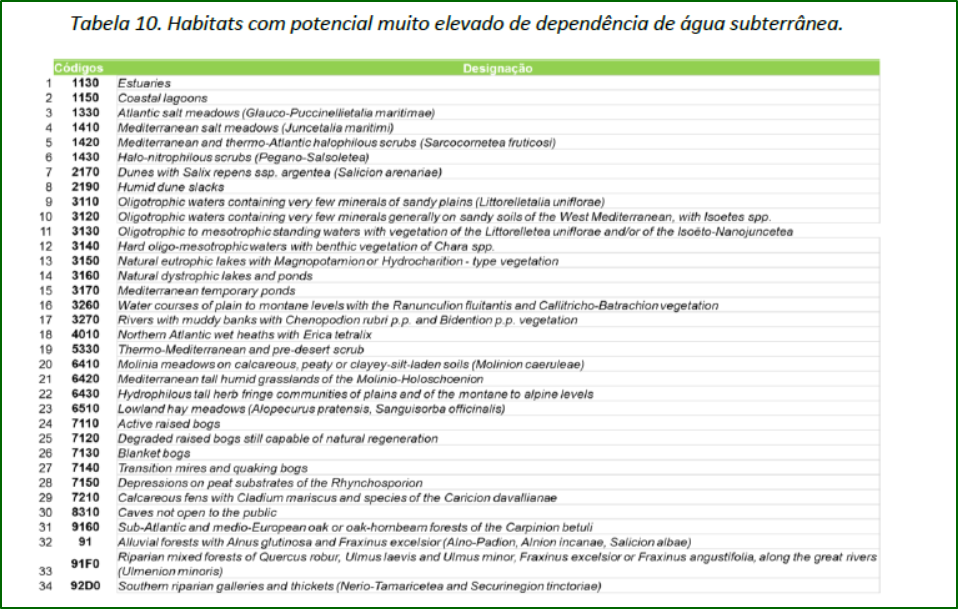 Tabela 10. Habitats com potencial muito elevado de dependência de água subterrânea.
Códigos Designação
1 1130 Estuaries
2 1150 Coastal lagoons
3 1330 Atlantic salt meadows (Glauco-Puccinellietalia maritimae)
4 1410 Mediterranean salt meadows (Juncetalia maritimi)
5 1420 Mediterranean and thermo-Atlantic halophilous scrubs (Sarcocornetea fruticosi)
6 1430 Halo-nitrophilous scrubs (Pegano-Salsoletea)
7 2170 Dunes with Salix repens ssp. argentea (Salicion arenariae)
8 2190 Humid dune slacks
9 3110 Oligotrophic waters containing very few minerals of sandy plains (Littorelletalia uniflorae)
10 3120 Oligotrophic waters containing very few minerals generally on sandy soils of the West Mediterranean, with Isoetes spp.
11 3130 Oligotrophic to mesotrophic standing waters with vegetation of the Littorelletea uniflorae and/or of the Isoëto-Nanojuncetea
12 3140 Hard oligo-mesotrophic waters with benthic vegetation of Chara spp.
13 3150 Natural eutrophic lakes with Magnopotamion or Hydrocharition - type vegetation
14 3160 Natural dystrophic lakes and ponds
15 3170 Mediterranean temporary ponds
16 3260 Water courses of plain to montane levels with the Ranunculion fluitantis and Callitricho-Batrachion vegetation
17 3270 Rivers with muddy banks with Chenopodion rubri p.p. and Bidention p.p. vegetation
18 4010 Northern Atlantic wet heaths with Erica tetralix
19 5330 Thermo-Mediterranean and pre-desert scrub
20 6410 Molinia meadows on calcareous, peaty or clayey-silt-laden soils (Molinion caeruleae)
21 6420 Mediterranean tall humid grasslands of the Molinio-Holoschoenion
22 6430 Hydrophilous tall herb fringe communities of plains and of the montane to alpine levels
23 6510 Lowland hay meadows (Alopecurus pratensis, Sanguisorba officinalis)
24 7110 Active raised bogs
25 7120 Degraded raised bogs still capable of natural regeneration
26 7130 Blanket bogs
27 7140 Transition mires and quaking bogs
28 7150 Depressions on peat substrates of the Rhynchosporion
29 7210 Calcareous fens with Cladium mariscus and species of the Caricion davallianae
30 8310 Caves not open to the public
31 9160 Sub-Atlantic and medio-European oak or oak-hornbeam forests of the Carpinion betuli
32 91 Alluvial forests with Alnus glutinosa and Fraxinus excelsior (Alno-Padion, Alnion incanae, Salicion albae)
33 91F0 Riparian mixed forests of Quercus robur, Ulmus laevis and Ulmus minor, Fraxinus excelsior or Fraxinus angustifolia, along the great rivers
(Ulmenion minoris)
34 92D0 Southern riparian galleries and thickets (Nerio-Tamaricetea and Securinegion tinctoriae)